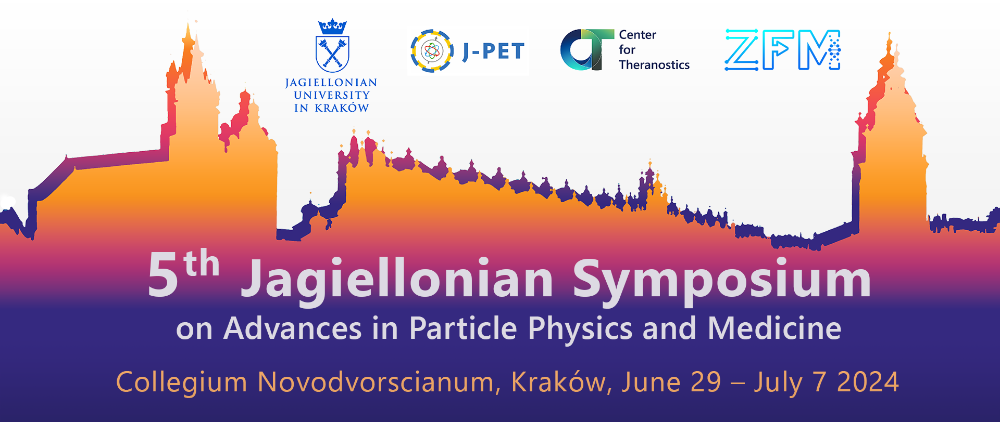 JAGIELLONIAN
UNIVERSITY
IN KRAKÓW
J-PET
CT
Center
for
Theranostics
ZFM
5th Jagiellonian Symposium
on Advances in Particle Physics and Medicine
Collegium Novodvorscianum, Kraków, June 29 – July 7 2024